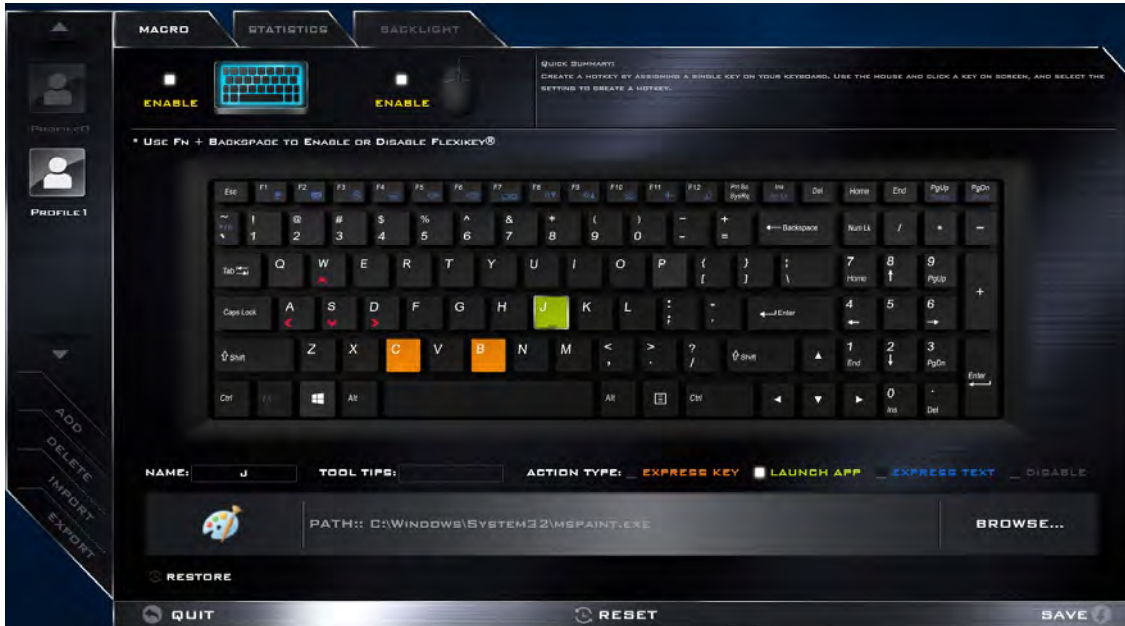 MACRO STATISTICS BACKLIGHT
ENABLE ENABLE
QUICK SUMMARY:
CREATE A HOTKEY BY ASSIGNING A SINGLE KEY ON YOUR KEYBOARD. USE THE MOUSE AND CLICK A KEY ON SCREEN, AND SELECT THE
SETTING TO CREATE A HOTKEY.
PROFILE0
PROFILE 1
* USE FN + BACKSPACE TO ENABLE OR DISABLE FLEXIKEY®
Esc F1 F2 F3 F4 F5 F6 F7 F8 F9 F10 F11 F12 Prt Sc SysRq Ins Del Home End PgUp PgDn
~ ` ! 1 @ 2 # 3 $ 4 % 5 ^ 6 & 7 * 8 ( 9 ) 0 _ - + = Backspace Num Lk / * -
Tab Q W E R T Y U I O P { [ } ] | \ 7 Home 8 9 PgUp +
Caps Lock A S D F G H J K L : ; " ' Enter 4 5 6
Shift Z X C V B N M < , > . ? / Shift 1 End 2 3 PgDn Enter
Ctrl Alt Alt Ctrl 0 Ins . Del
ADD
DELETE
IMPORT
EXPORT
NAME: J TOOL TIPS: ACTION TYPE: EXPRESS KEY LAUNCH APP EXPRESS TEXT DISABLE
PATH:: C:\WINDOWS\SYSTEM32\MSPAINT.EXE BROWSE...
RESTORE
QUIT RESET SAVE